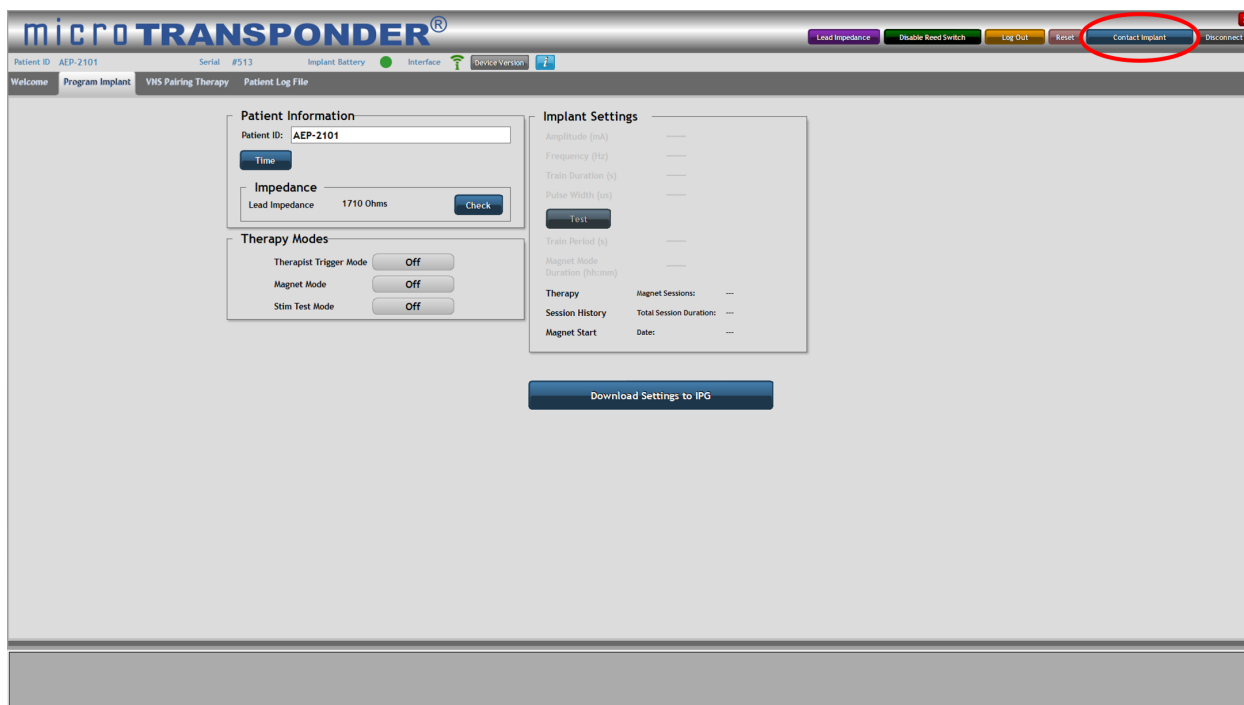 microTRANSPONDER®
Lead Impedance Disable Reed Switch Log Out Reset Contact Implant Disconnect
Patient ID AEP-2101 Serial #513 Implant Battery Interface Device Version i
Welcome Program Implant VNS Pairing Therapy Patient Log File
Patient Information
Patient ID: AEP-2101
Time
Impedance
Lead Impedance 1710 Ohms Check
Therapy Modes
Therapist Trigger Mode Off
Magnet Mode Off
Stim Test Mode Off
Implant Settings
Amplitude (mA) ----
Frequency (Hz) ----
Train Duration (s) ----
Pulse Width (us) ----
Test
Train Period (s) ----
Magnet Mode
Duration (hh:mm) ----
Therapy Magnet Sessions: ---
Session History Total Session Duration: ---
Magnet Start Date: ---
Download Settings to IPG